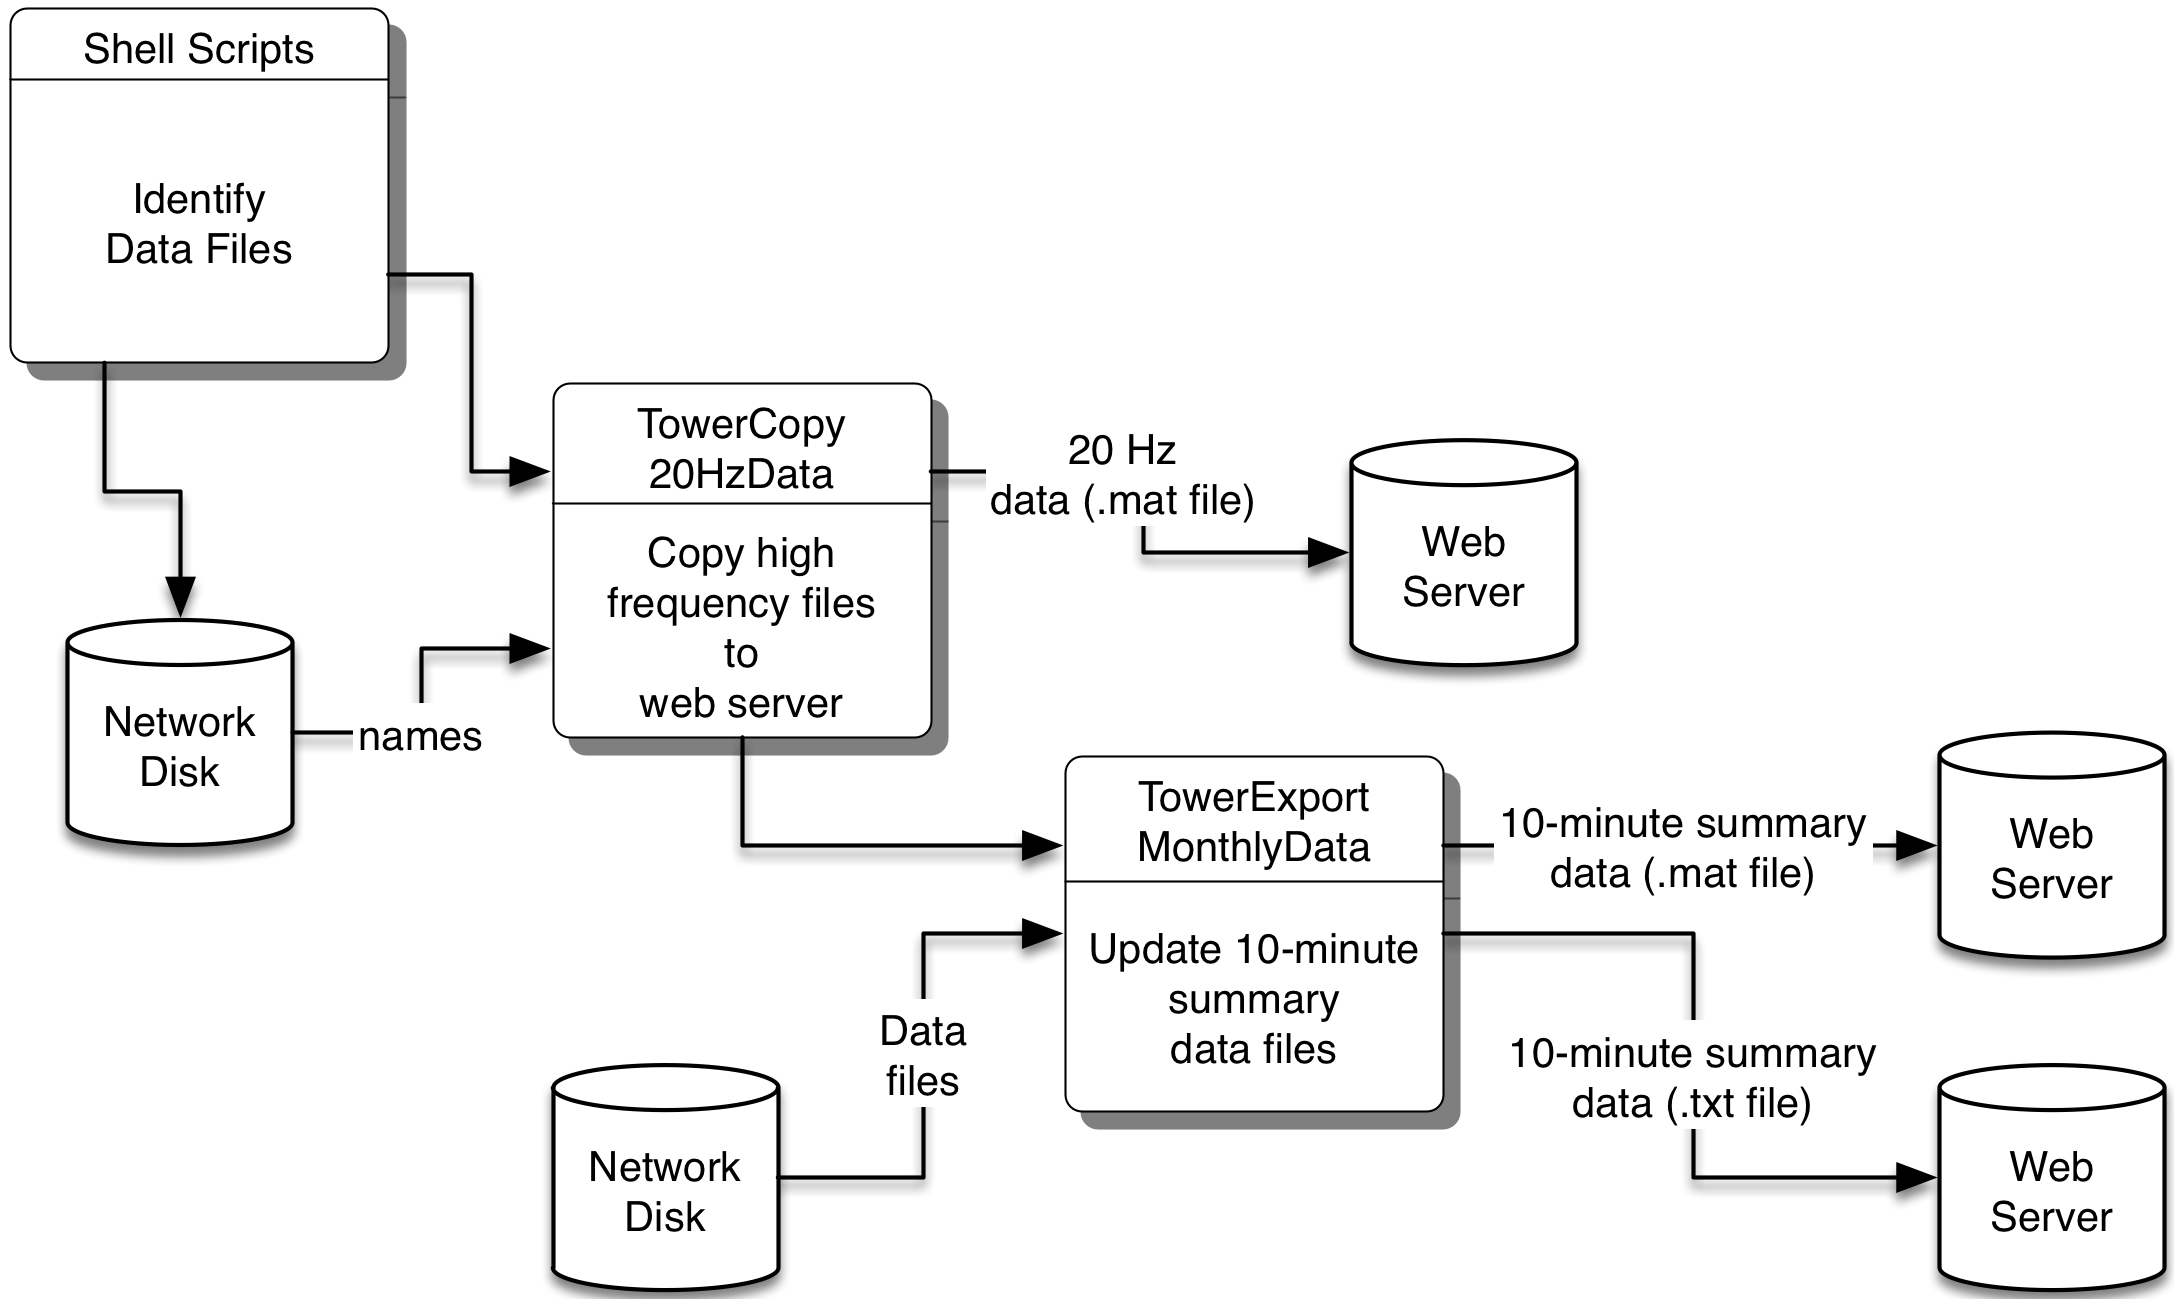 Shell Scripts
Identify
Data Files
TowerCopy
20HzData
Copy high
frequency files
to
web server
20 Hz
data (.mat file)
Web
Server
Network
Disk
names
TowerExport
MonthlyData
Update 10-minute
summary
data files
10-minute summary
data (.mat file)
Web
Server
Data
files
Network
Disk
10-minute summary
data (.txt file)
Web
Server